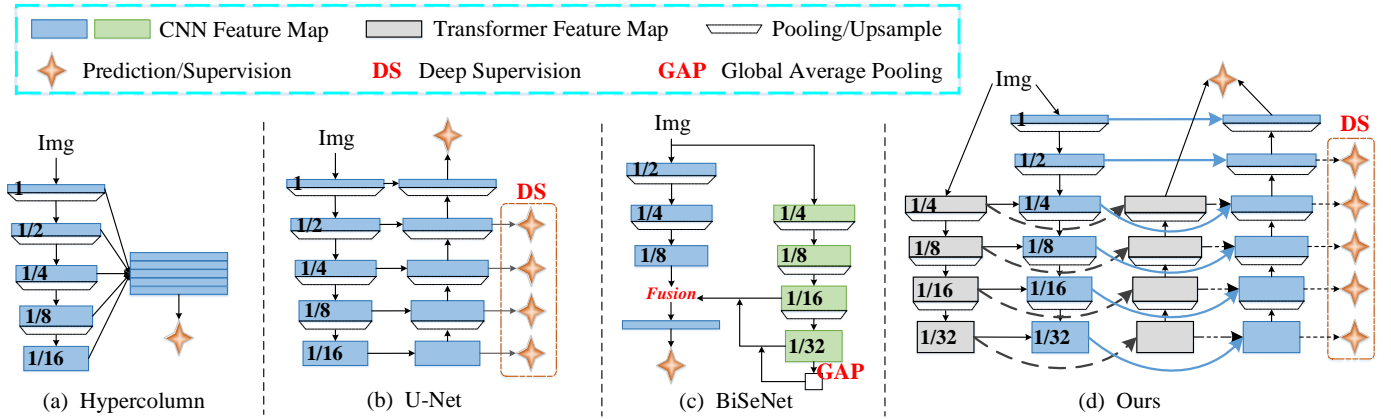 CNN Feature Map Transformer Feature Map Pooling/Upsample
Prediction/Supervision DS Deep Supervision GAP Global Average Pooling
Img
1
1/2
1/4
1/8
1/16
(a) Hypercolumn
Img
1
1/2
1/4
1/8
1/16
DS
(b) U-Net
Img
1/2
1/4
1/8
Fusion
1/4
1/8
1/16
1/32
GAP
(c) BiSeNet
Img
1
1/2
1/4 1/4
1/8 1/8
1/16 1/16
1/32 1/32
DS
(d) Ours